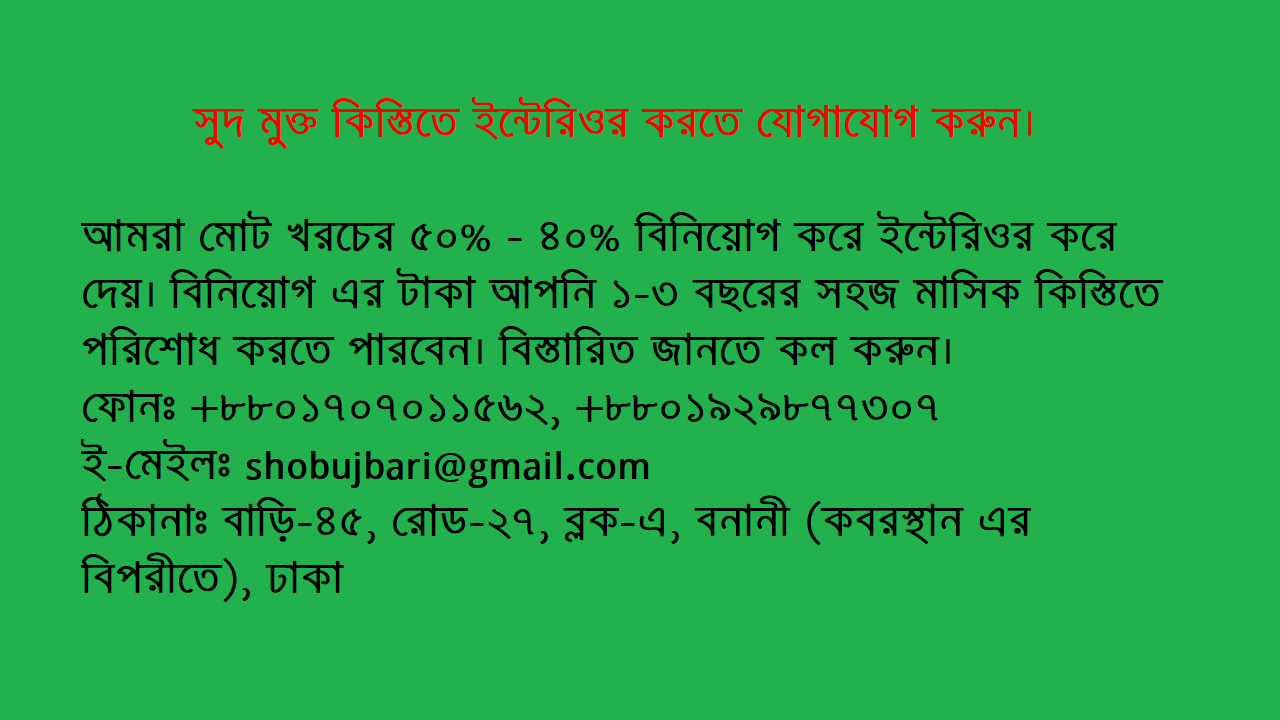 সুদ মুক্ত কিস্তিতে ইন্টেরিওর করতে যোগাযোগ করুন।
আমরা মোট খরচের ৫০% - ৪০% বিনিয়োগ করে ইন্টেরিওর করে
দেয়। বিনিয়োগ এর টাকা আপনি ১-৩ বছরের সহজ মাসিক কিস্তিতে
পরিশোধ করতে পারবেন। বিস্তারিত জানতে কল করুন।
ফোনঃ +৮৮০১৭০৭০১১৫৬২, +৮৮০১৯২৯৮৭৭৩০৭
ই-মেইলঃ shobujbari@gmail.com
ঠিকানাঃ বাড়ি-৪৫, রোড-২৭, ব্লক-এ, বনানী (কবরস্থান এর
বিপরীতে), ঢাকা